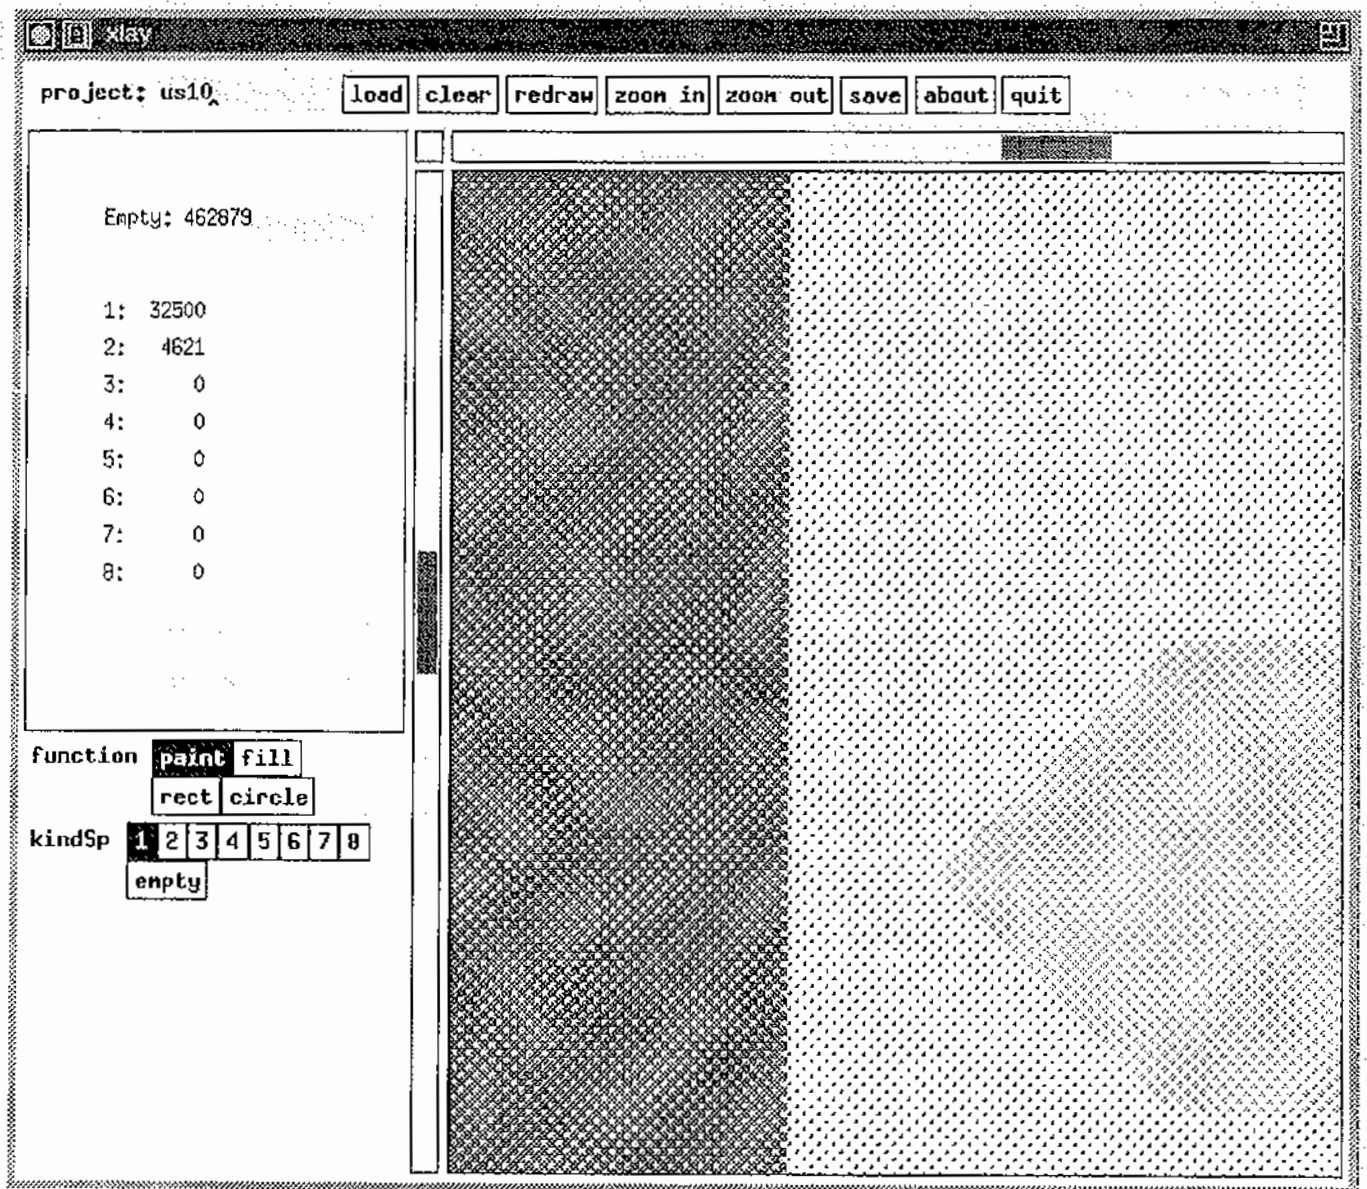 xlay
project: us10 load clear redraw zoom in zoom out save about quit
Empty: 462879
1: 32500
2: 4621
3: 0
4: 0
5: 0
6: 0
7: 0
8: 0
function paint fill
rect circle
kindSp 1 2 3 4 5 6 7 8
empty